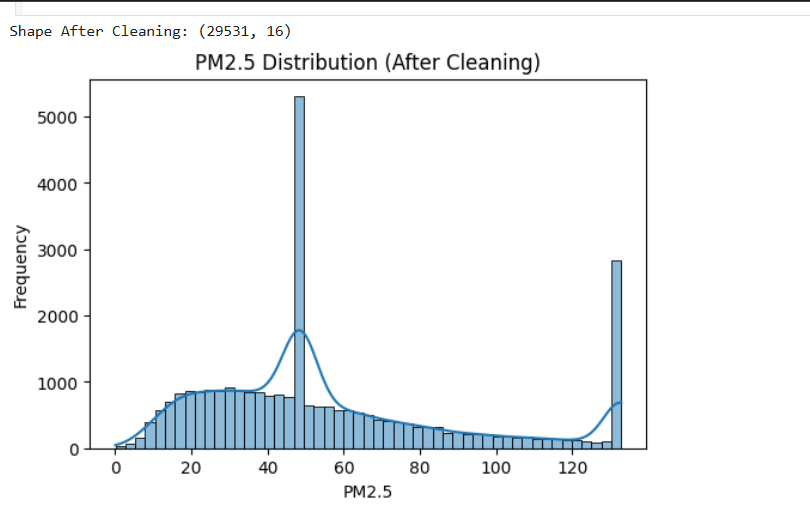 Shape After Cleaning: (29531, 16)
PM2.5 Distribution (After Cleaning)
5000
4000
3000
2000
1000
0
Frequency
0 20 40 60 80 100 120
PM2.5